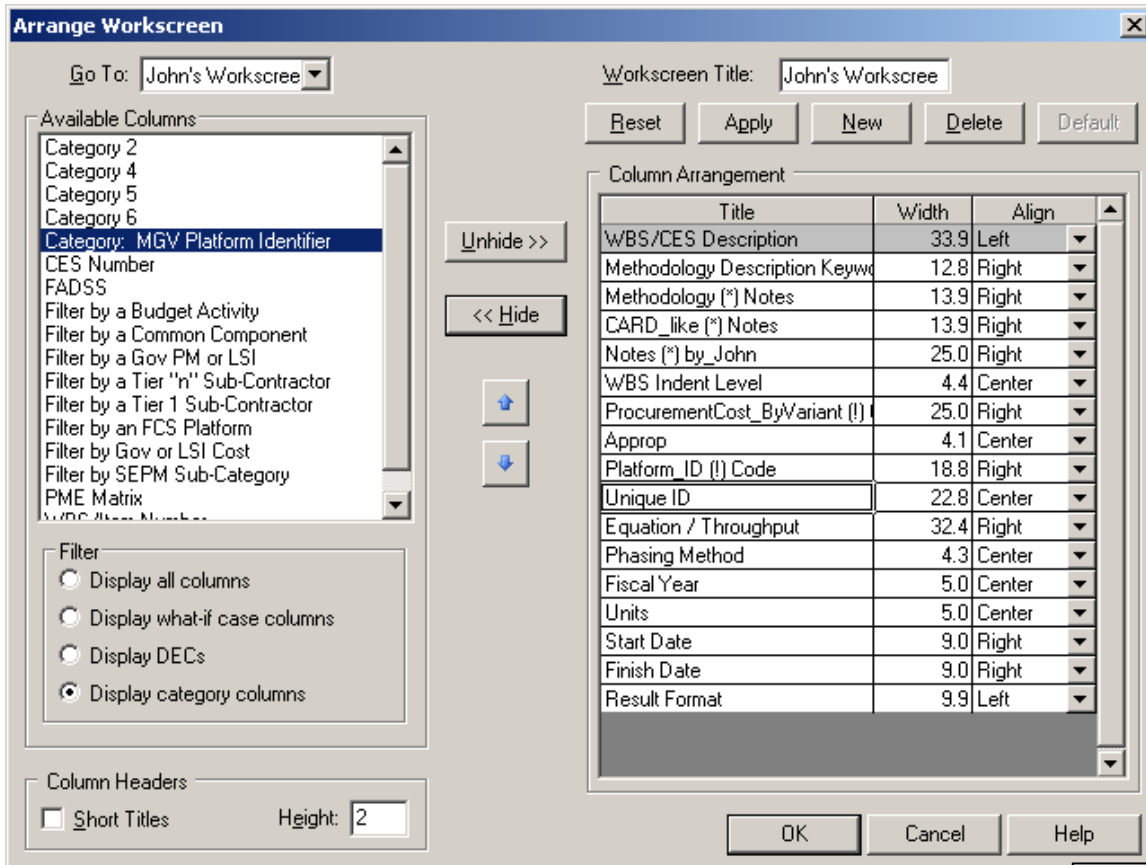 Arrange Workscreen
Go To: John's Workscree
Workscreen Title: John's Workscree
Reset Apply New Delete Default
Available Columns
Category 2
Category 4
Category 5
Category 6
Category: MGV Platform Identifier
CES Number
FADSS
Filter by a Budget Activity
Filter by a Common Component
Filter by a Gov PM or LSI
Filter by a Tier "n" Sub-Contractor
Filter by a Tier 1 Sub-Contractor
Filter by an FCS Platform
Filter by Gov or LSI Cost
Filter by SEPM Sub-Category
PME Matrix
WBS/Item Number
Unhide >>
<< Hide
Filter
Display all columns
Display what-if case columns
Display DECs
Display category columns
Column Headers
Short Titles Height: 2
Column Arrangement
Title Width Align
WBS/CES Description 33.9 Left
Methodology Description Keywo 12.8 Right
Methodology (*) Notes 13.9 Right
CARD_like (*) Notes 13.9 Right
Notes (*) by_John 25.0 Right
WBS Indent Level 4.4 Center
ProcurementCost_ByVariant (!) 25.0 Right
Approp 4.1 Center
Platform_ID (!) Code 18.8 Right
Unique ID 22.8 Center
Equation / Throughput 32.4 Right
Phasing Method 4.3 Center
Fiscal Year 5.0 Center
Units 5.0 Center
Start Date 9.0 Right
Finish Date 9.0 Right
Result Format 9.9 Left
OK Cancel Help